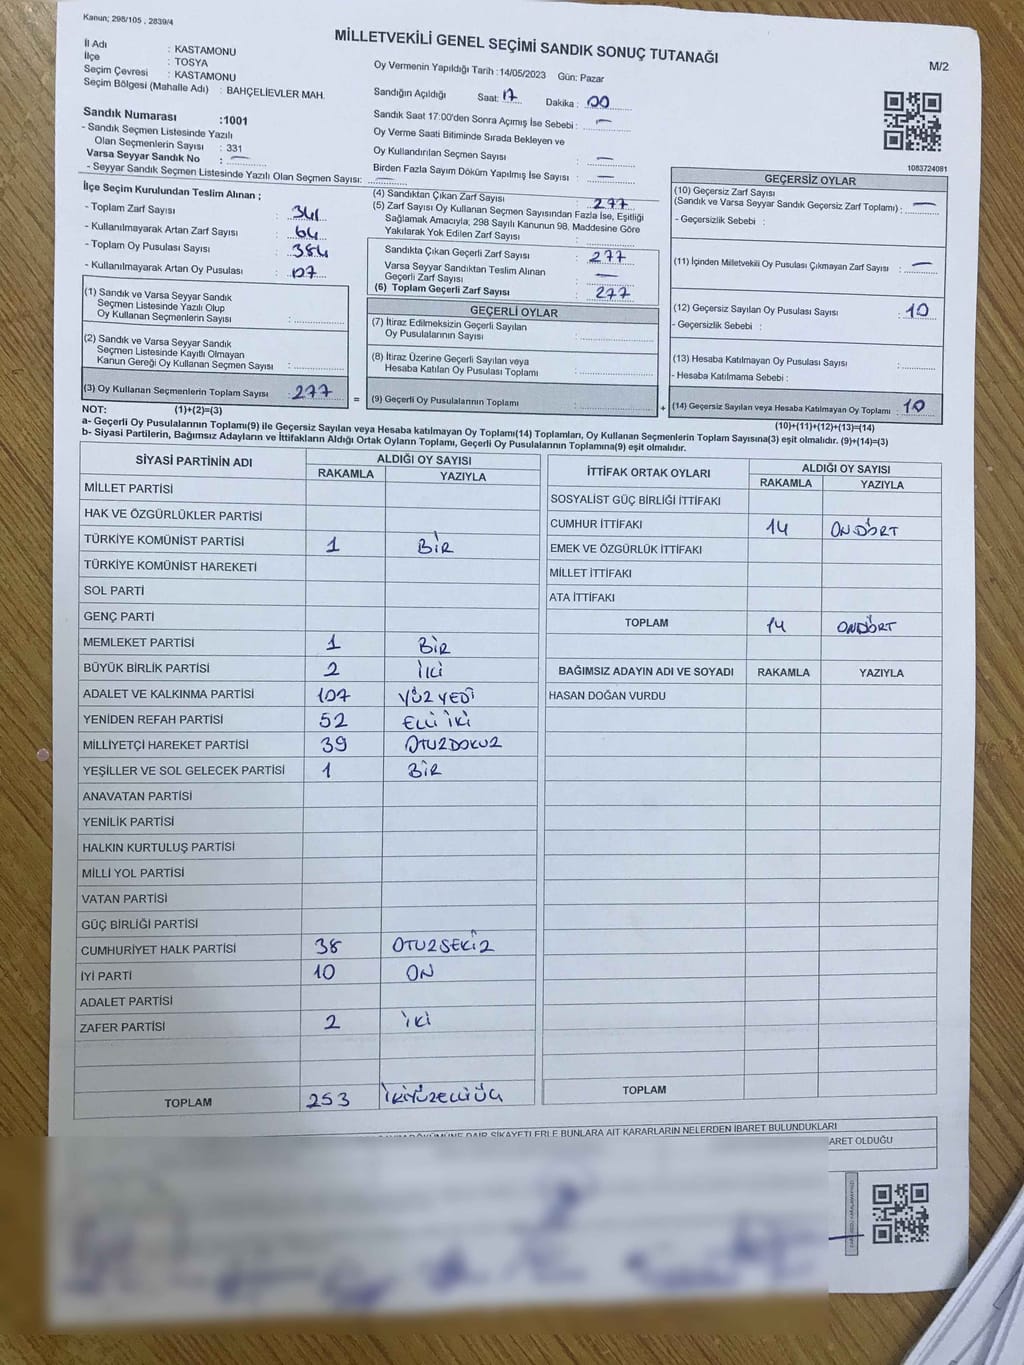 Kanun; 298/105 , 2839/4
MİLLETVEKİLİ GENEL SEÇİMİ SANDIK SONUÇ TUTANAĞI
M/2
İl Adı : KASTAMONU
İlçe : TOSYA
Seçim Çevresi : KASTAMONU
Seçim Bölgesi (Mahalle Adı) : BAHÇELİEVLER MAH.
Oy Vermenin Yapıldığı Tarih :14/05/2023 Gün: Pazar
Sandığın Açıldığı Saat: 17 Dakika : 00
Sandık Saat 17:00'den Sonra Açımış İse Sebebi : —
Oy Verme Saati Bitiminde Sırada Bekleyen ve
Oy Kullandırılan Seçmen Sayısı —
Birden Fazla Sayım Döküm Yapılmış İse Sayısı : —
1083724081
Sandık Numarası :1001
- Sandık Seçmen Listesinde Yazılı
Olan Seçmenlerin Sayısı : 331
Varsa Seyyar Sandık No : —
- Seyyar Sandık Seçmen Listesinde Yazılı Olan Seçmen Sayısı: —
İlçe Seçim Kurulundan Teslim Alınan ;
- Toplam Zarf Sayısı : 341
- Kullanılmayarak Artan Zarf Sayısı : 64
- Toplam Oy Pusulası Sayısı : 384
- Kullanılmayarak Artan Oy Pusulası : 107
(1) Sandık ve Varsa Seyyar Sandık
Seçmen Listesinde Yazılı Olup
Oy Kullanan Seçmenlerin Sayısı :
(2) Sandık ve Varsa Seyyar Sandık
Seçmen Listesinde Kayıtlı Olmayan
Kanun Gereği Oy Kullanan Seçmen Sayısı :
(3) Oy Kullanan Seçmenlerin Toplam Sayısı : 277
(4) Sandıktan Çıkan Zarf Sayısı : 277
(5) Zarf Sayısı Oy Kullanan Seçmen Sayısından Fazla İse, Eşitliği
Sağlamak Amacıyla, 298 Sayılı Kanunun 98. Maddesine Göre
Yakılarak Yok Edilen Zarf Sayısı :
Sandıkta Çıkan Geçerli Zarf Sayısı : 277
Varsa Seyyar Sandıktan Teslim Alınan
Geçerli Zarf Sayısı : —
(6) Toplam Geçerli Zarf Sayısı : 277
GEÇERLİ OYLAR
(7) İtiraz Edilmeksizin Geçerli Sayılan
Oy Pusulalarının Sayısı :
(8) İtiraz Üzerine Geçerli Sayılan veya
Hesaba Katılan Oy Pusulası Toplamı :
= (9) Geçerli Oy Pusulalarının Toplamı :
GEÇERSİZ OYLAR
(10) Geçersiz Zarf Sayısı
(Sandık ve Varsa Seyyar Sandık Geçersiz Zarf Toplamı) : —
- Geçersizlik Sebebi :
(11) İçinden Milletvekili Oy Pusulası Çıkmayan Zarf Sayısı : —
(12) Geçersiz Sayılan Oy Pusulası Sayısı : 10
- Geçersizlik Sebebi :
(13) Hesaba Katılmayan Oy Pusulası Sayısı :
- Hesaba Katılmama Sebebi :
+ (14) Geçersiz Sayılan veya Hesaba Katılmayan Oy Toplamı : 10
NOT: (1)+(2)=(3)
(10)+(11)+(12)+(13)=(14)
a- Geçerli Oy Pusulalarının Toplamı(9) ile Geçersiz Sayılan veya Hesaba katılmayan Oy Toplamı(14) Toplamları, Oy Kullanan Seçmenlerin Toplam Sayısına(3) eşit olmalıdır. (9)+(14)=(3)
b- Siyasi Partilerin, Bağımsız Adayların ve İttifakların Aldığı Ortak Oyların Toplamı, Geçerli Oy Pusulalarının Toplamına(9) eşit olmalıdır.
SİYASİ PARTİNİN ADI ALDIĞI OY SAYISI
RAKAMLA YAZIYLA
MİLLET PARTİSİ
HAK VE ÖZGÜRLÜKLER PARTİSİ
TÜRKİYE KOMÜNİST PARTİSİ 1 BİR
TÜRKİYE KOMÜNİST HAREKETİ
SOL PARTİ
GENÇ PARTİ
MEMLEKET PARTİSİ 1 BİR
BÜYÜK BİRLİK PARTİSİ 2 İKİ
ADALET VE KALKINMA PARTİSİ 107 YÜZYEDİ
YENİDEN REFAH PARTİSİ 52 ELLİ İKİ
MİLLİYETÇİ HAREKET PARTİSİ 39 OTUZDOKUZ
YEŞİLLER VE SOL GELECEK PARTİSİ 1 BİR
ANAVATAN PARTİSİ
YENİLİK PARTİSİ
HALKIN KURTULUŞ PARTİSİ
MİLLİ YOL PARTİSİ
VATAN PARTİSİ
GÜÇ BİRLİĞİ PARTİSİ
CUMHURİYET HALK PARTİSİ 38 OTUZSEKİZ
İYİ PARTİ 10 ON
ADALET PARTİSİ
ZAFER PARTİSİ 2 İKİ
TOPLAM 253 İKİYÜZELLİÜÇ
İTTİFAK ORTAK OYLARI ALDIĞI OY SAYISI
RAKAMLA YAZIYLA
SOSYALİST GÜÇ BİRLİĞİ İTTİFAKI
CUMHUR İTTİFAKI 14 ONDÖRT
EMEK VE ÖZGÜRLÜK İTTİFAKI
MİLLET İTTİFAKI
ATA İTTİFAKI
TOPLAM 14 ONDÖRT
BAĞIMSIZ ADAYIN ADI VE SOYADI RAKAMLA YAZIYLA
HASAN DOĞAN VURDU
TOPLAM
DAİR ŞİKAYETLERLE BUNLARA AİT KARARLARIN NELERDEN İBARET BULUNDUKLARI
OLDUĞU